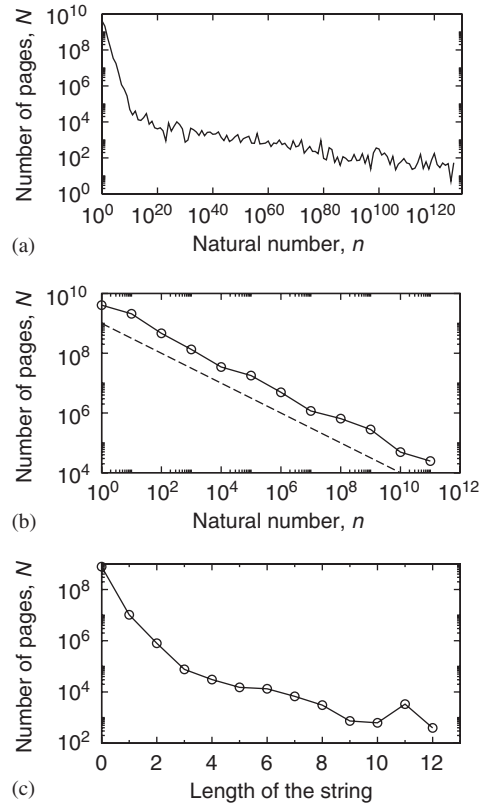 10^10
10^8
10^6
10^4
10^2
10^0
Number of pages, N
10^0 10^20 10^40 10^60 10^80 10^100 10^120
(a)
Natural number, n
10^10
10^8
10^6
10^4
Number of pages, N
10^0 10^2 10^4 10^6 10^8 10^10 10^12
(b)
Natural number, n
10^8
10^6
10^4
10^2
Number of pages, N
0 2 4 6 8 10 12
(c)
Length of the string